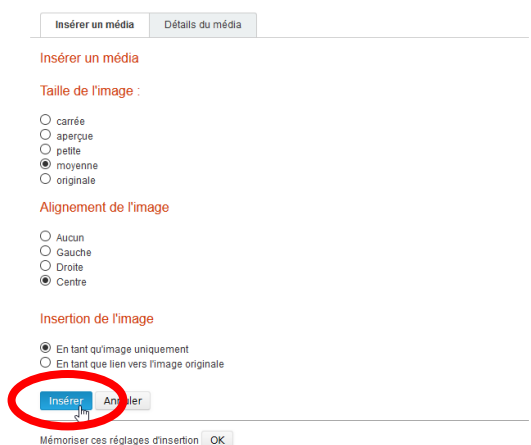 Insérer un média Détails du média
Insérer un média
Taille de l'image :
carrée
aperçue
petite
moyenne
originale
Alignement de l'image
Aucun
Gauche
Droite
Centre
Insertion de l'image
En tant qu'image uniquement
En tant que lien vers l'image originale
Insérer Annuler
Mémoriser ces réglages d'insertion OK